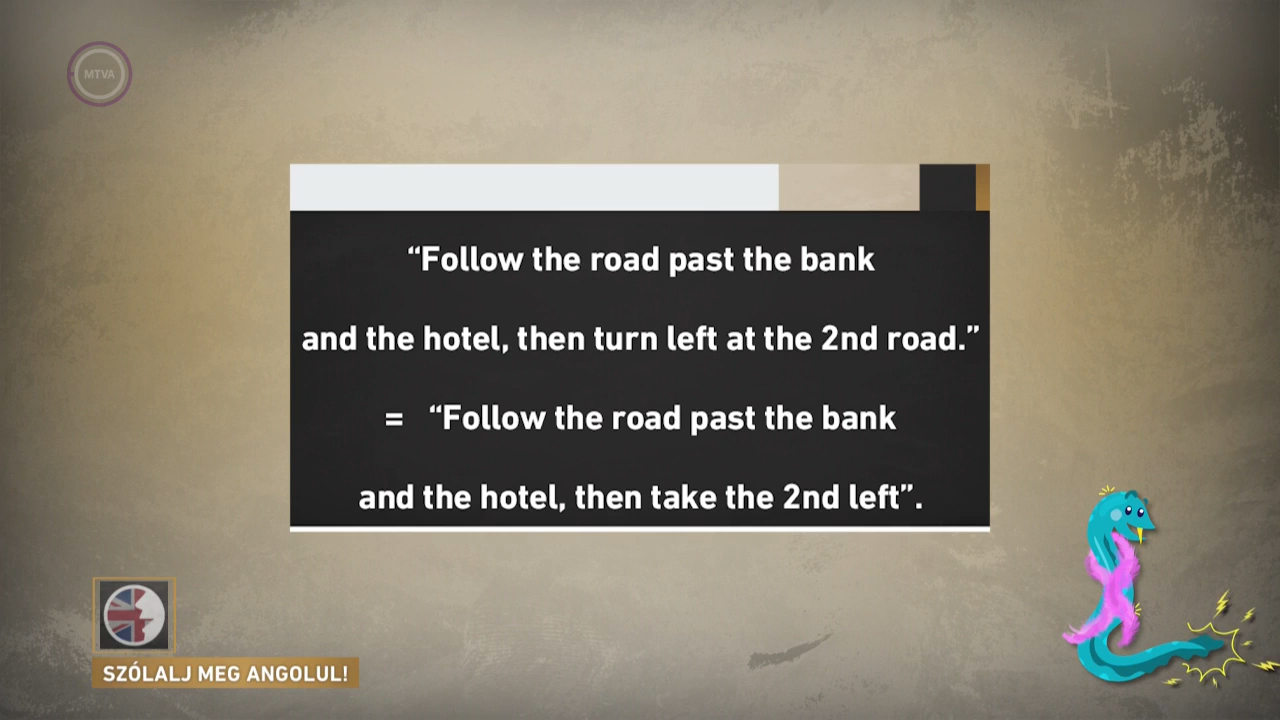 MTVA
“Follow the road past the bank
and the hotel, then turn left at the 2nd road.”
= “Follow the road past the bank
and the hotel, then take the 2nd left”.
SZÓLALJ MEG ANGOLUL!